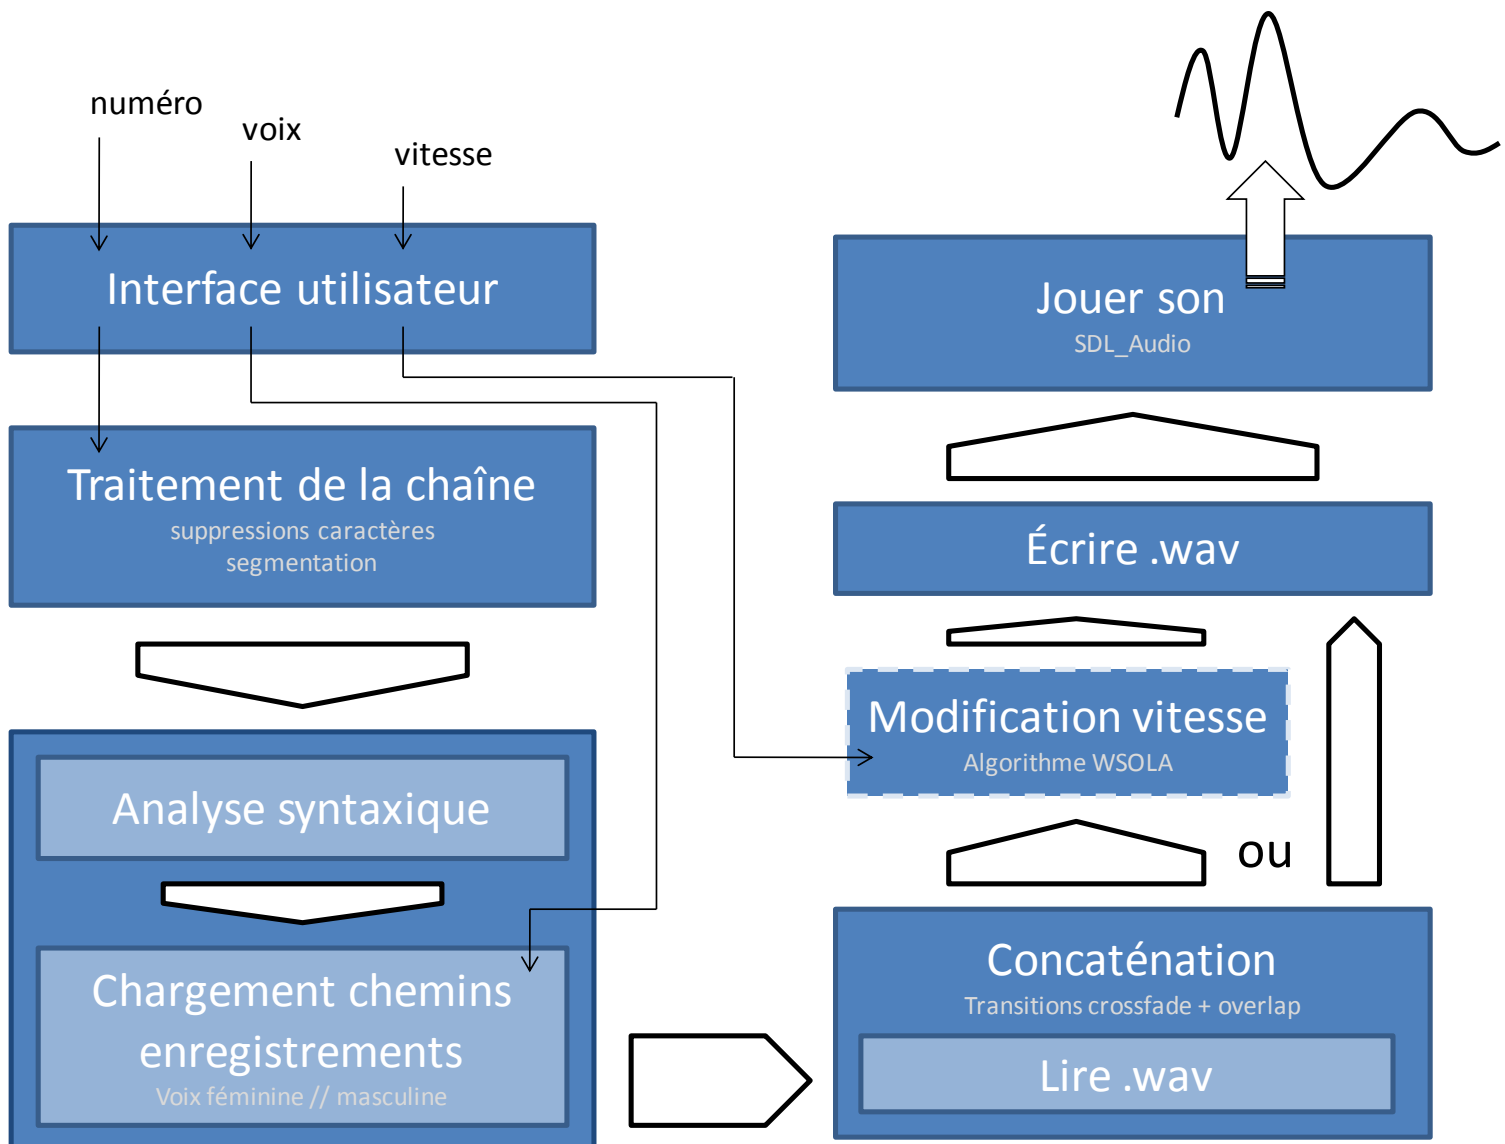 numéro
voix
vitesse
Interface utilisateur
Traitement de la chaîne
suppressions caractères
segmentation
Analyse syntaxique
Chargement chemins
enregistrements
Voix féminine // masculine
Jouer son
SDL_Audio
Écrire .wav
Modification vitesse
Algorithme WSOLA
ou
Concaténation
Transitions crossfade + overlap
Lire .wav